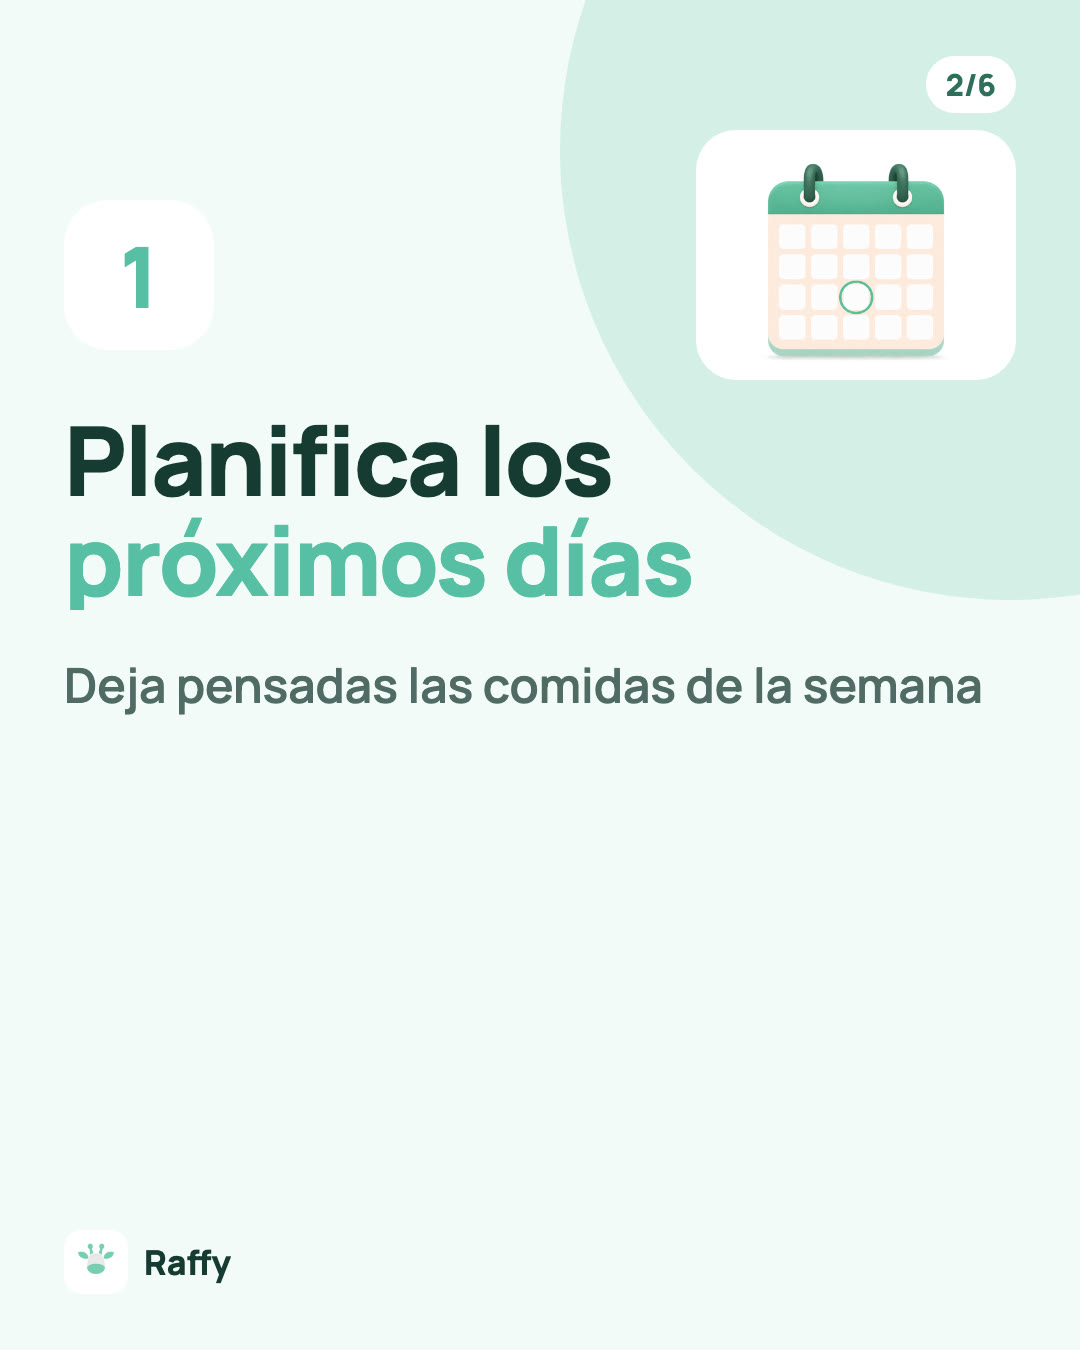 2/6
1
Planifica los
próximos días
Deja pensadas las comidas de la semana
Raffy